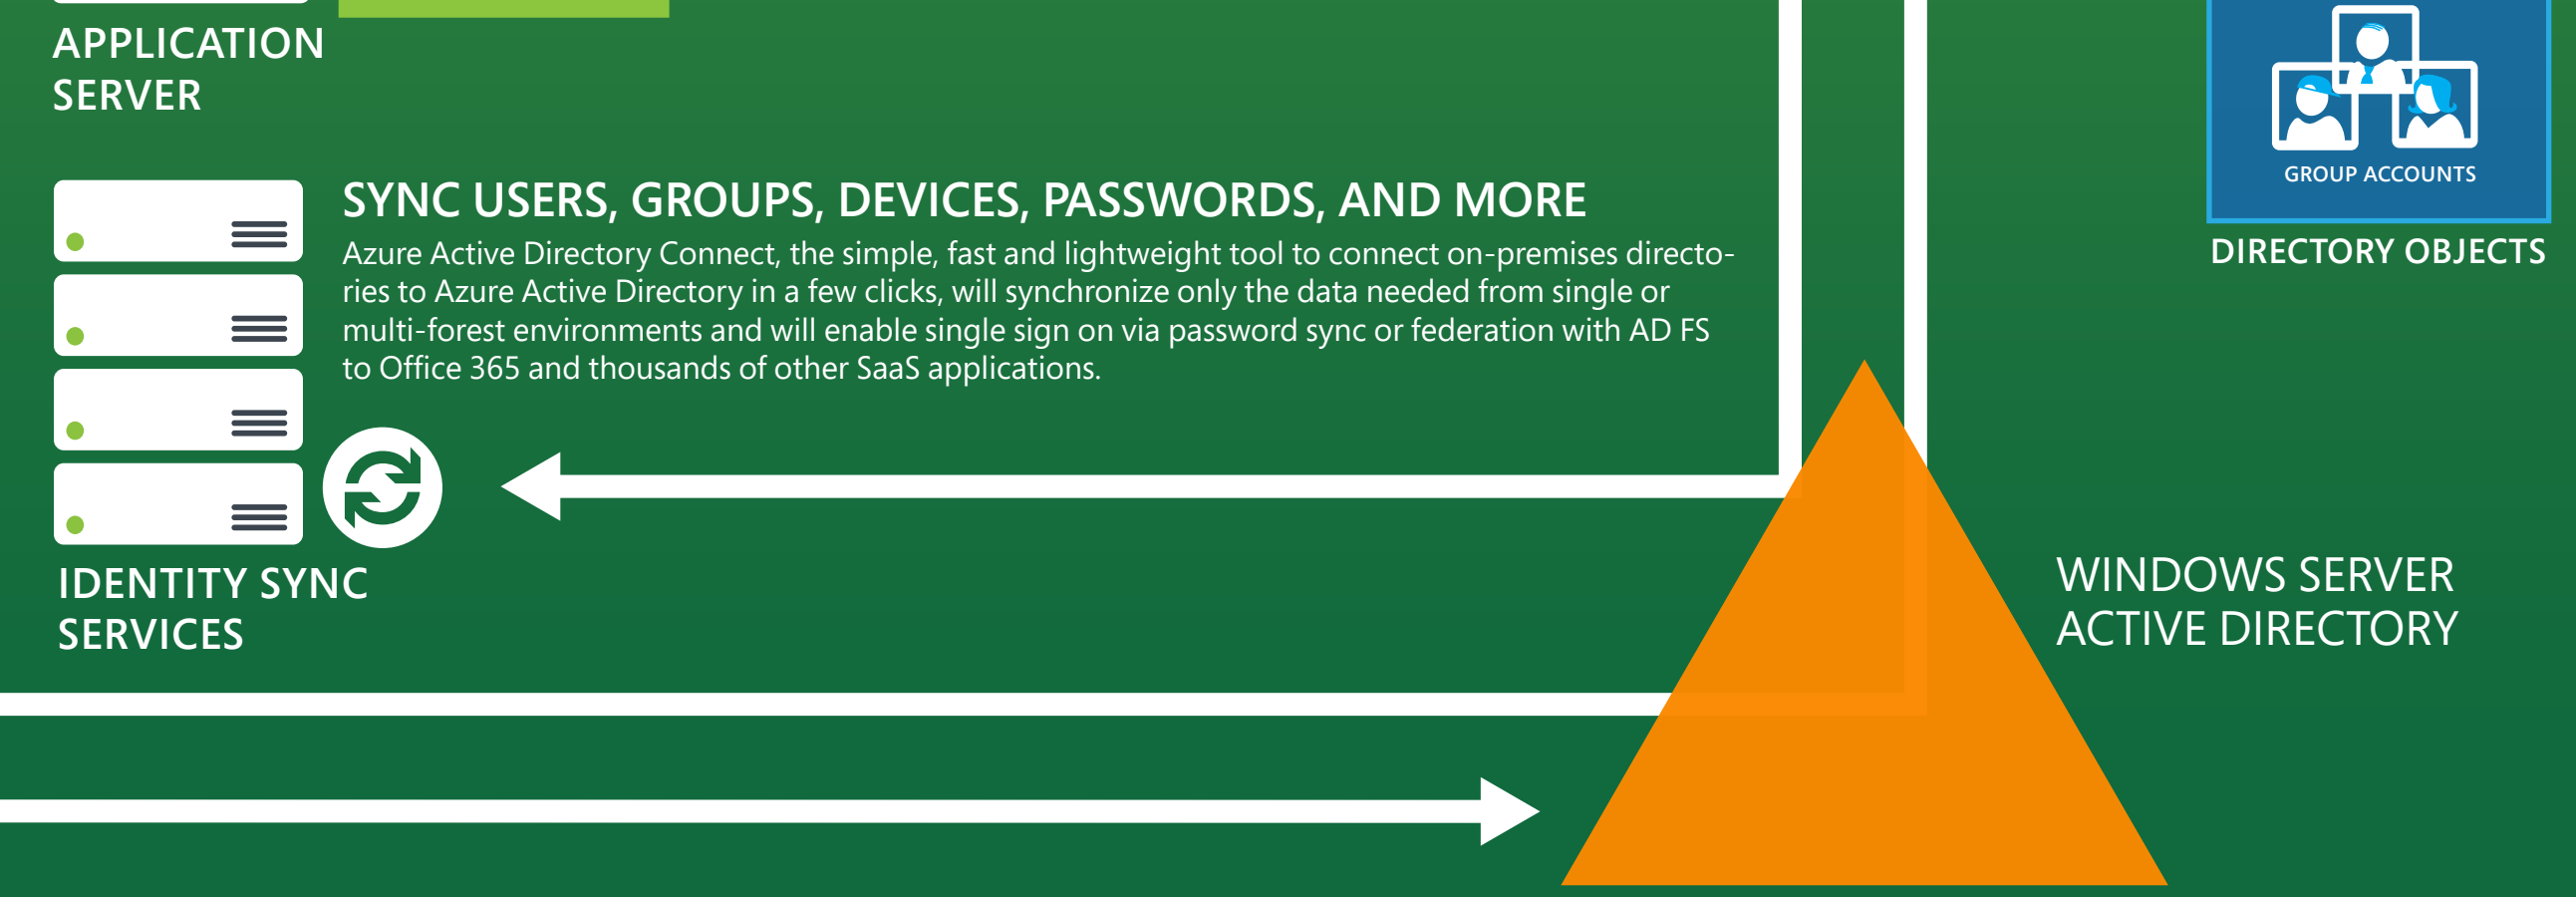 APPLICATION
SERVER
GROUP ACCOUNTS
DIRECTORY OBJECTS
SYNC USERS, GROUPS, DEVICES, PASSWORDS, AND MORE
Azure Active Directory Connect, the simple, fast and lightweight tool to connect on-premises directo-
ries to Azure Active Directory in a few clicks, will synchronize only the data needed from single or
multi-forest environments and will enable single sign on via password sync or federation with AD FS
to Office 365 and thousands of other SaaS applications.
IDENTITY SYNC
SERVICES
WINDOWS SERVER
ACTIVE DIRECTORY